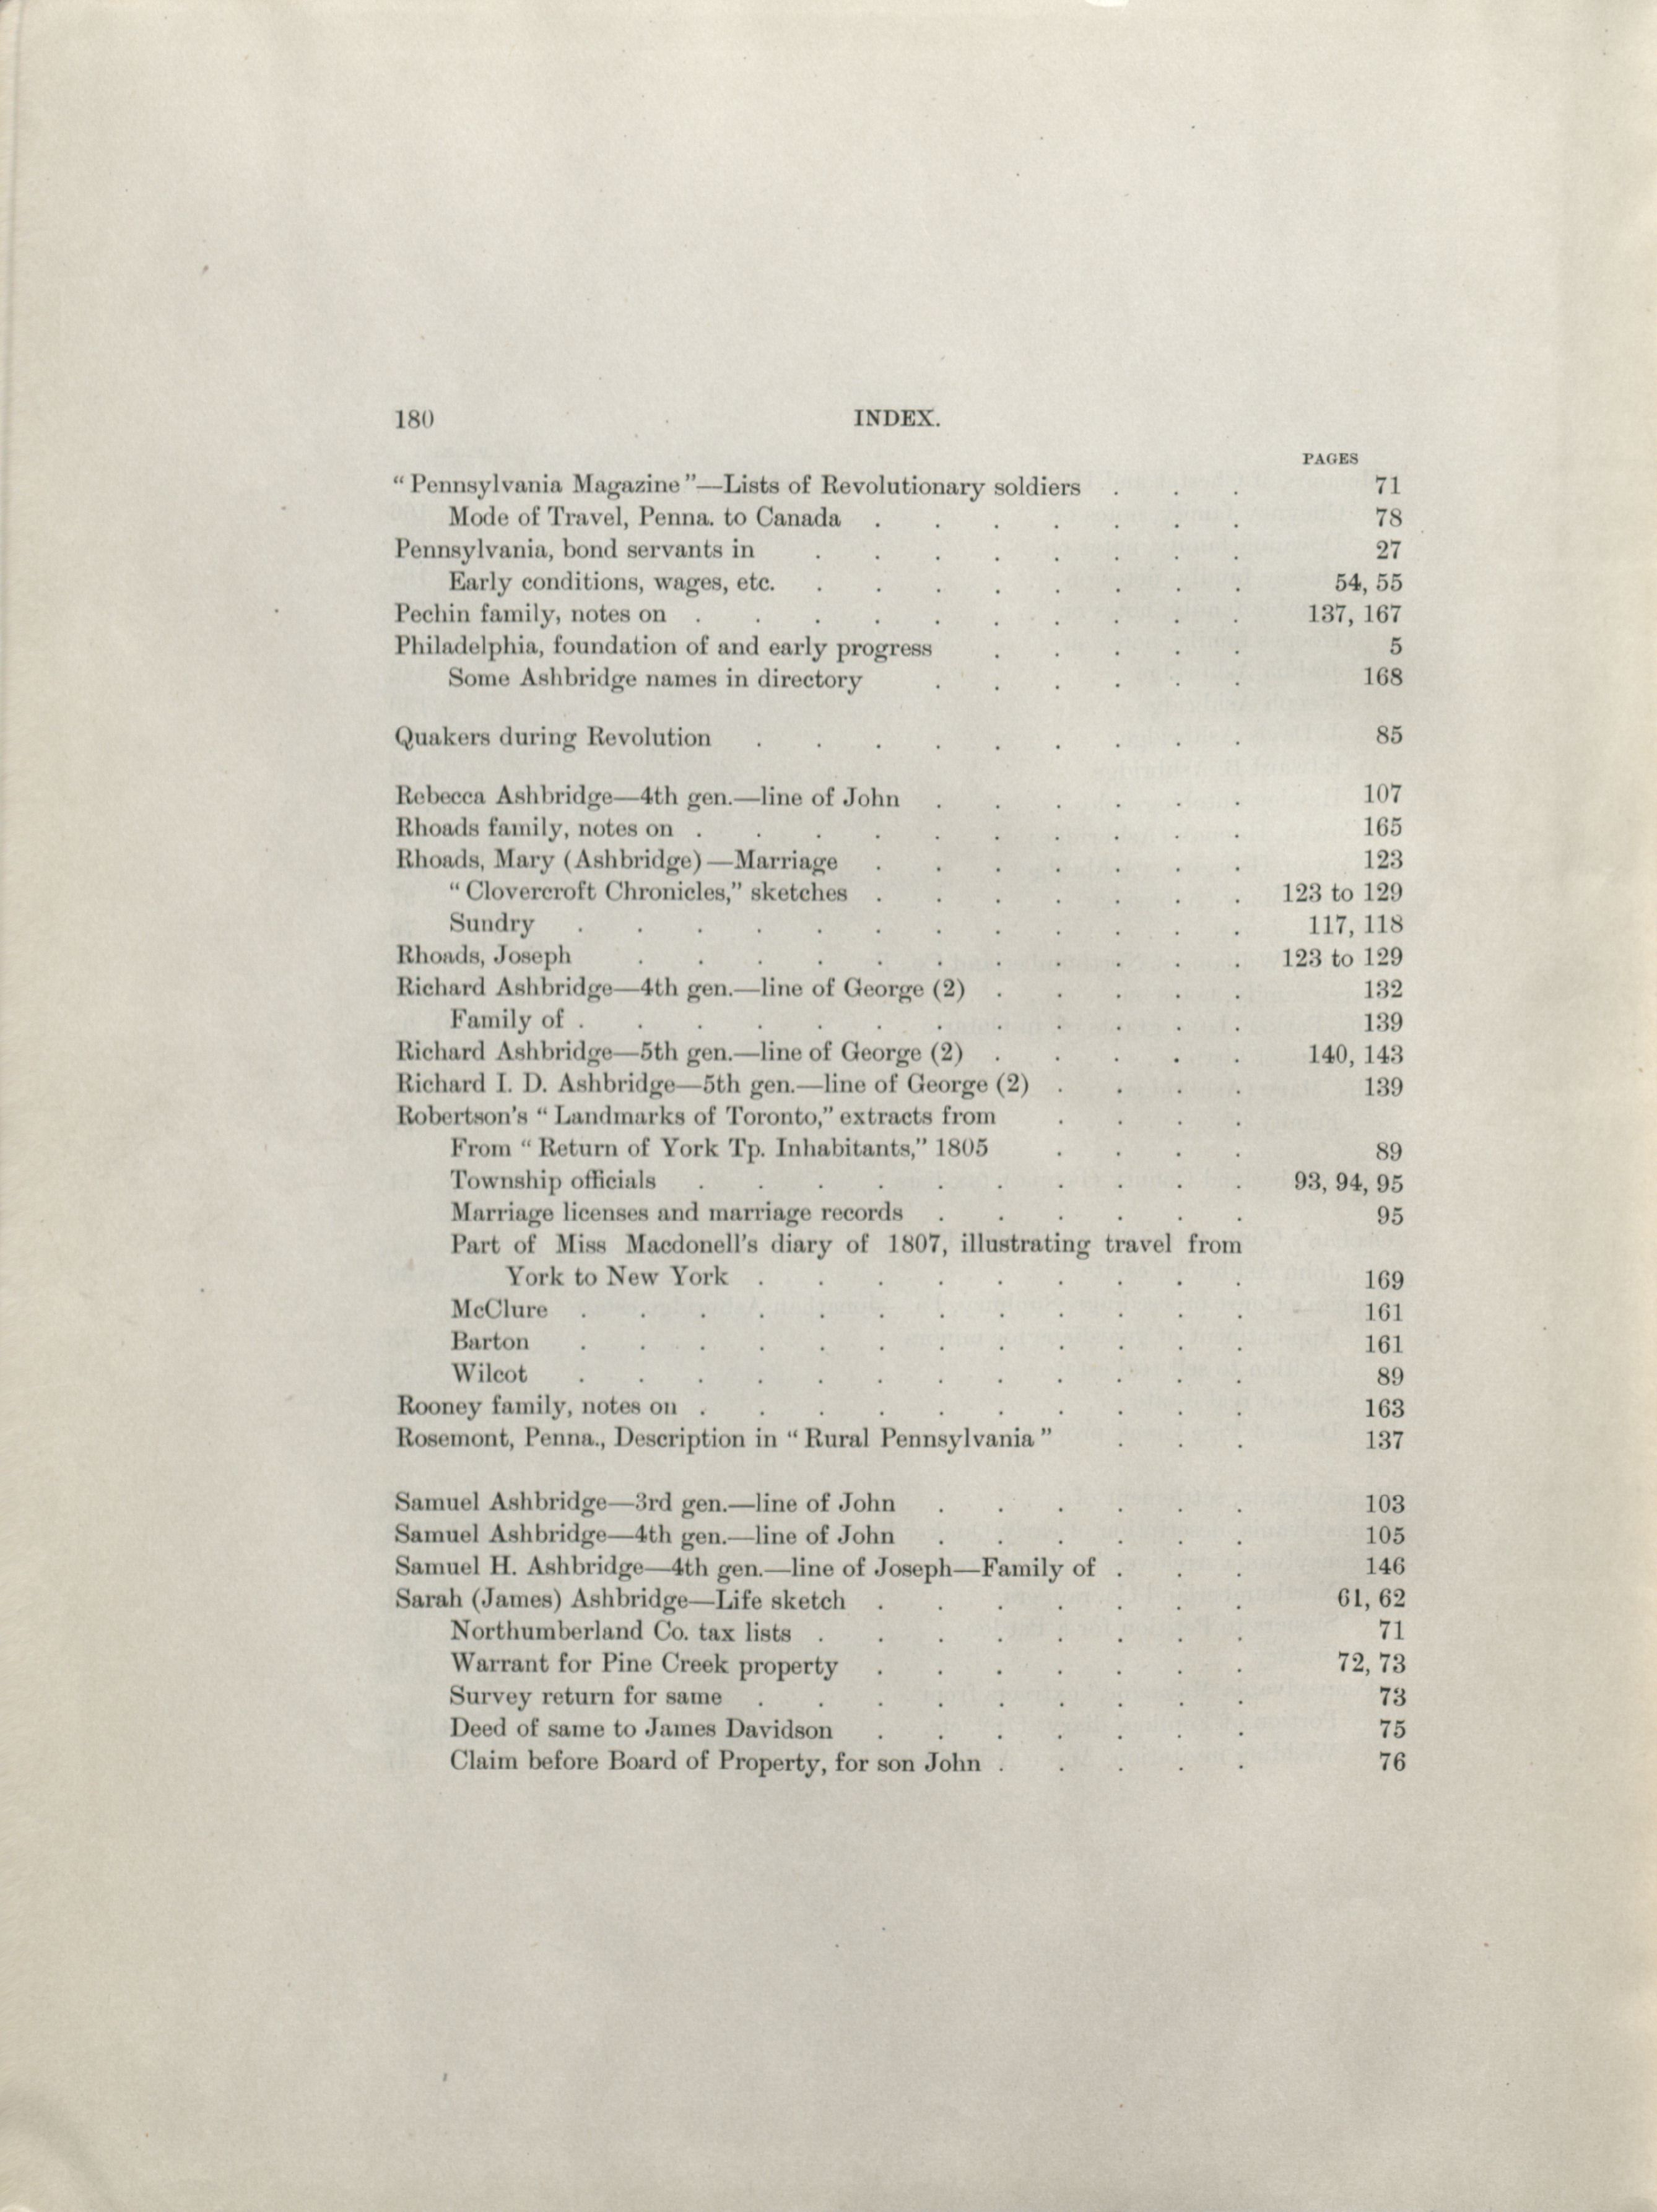 180 INDEX.
PAGES
“Pennsylvania Magazine”—Lists of Revolutionary soldiers . . . 71
Mode of Travel, Penna. to Canada . . . . . . . 78
Pennsylvania, bond servants in . . . . . . . . 27
Early conditions, wages, etc. . . . . . . . . 54, 55
Pechin family, notes on . . . . . . . . . . 137, 167
Philadelphia, foundation of and early progress . . . . . 5
Some Ashbridge names in directory . . . . . . 168
Quakers during Revolution . . . . . . . . . 85
Rebecca Ashbridge—4th gen.—line of John . . . . . . 107
Rhoads family, notes on . . . . . . . . . . 165
Rhoads, Mary (Ashbridge)—Marriage . . . . . . . 123
“Clovercroft Chronicles,” sketches . . . . . . . 123 to 129
Sundry . . . . . . . . . . . . 117, 118
Rhoads, Joseph . . . . . . . . . . . 123 to 129
Richard Ashbridge—4th gen.—line of George (2) . . . . . 132
Family of . . . . . . . . . . . . 139
Richard Ashbridge—5th gen.—line of George (2) . . . . . 140, 143
Richard I. D. Ashbridge—5th gen.—line of George (2) . . . . 139
Robertson's “Landmarks of Toronto,” extracts from . . . .
From “Return of York Tp. Inhabitants,” 1805 . . . . 89
Township officials . . . . . . . . . . 93, 94, 95
Marriage licenses and marriage records . . . . . . 95
Part of Miss Macdonell's diary of 1807, illustrating travel from
York to New York . . . . . . . . . 169
McClure . . . . . . . . . . . . 161
Barton . . . . . . . . . . . . 161
Wilcot . . . . . . . . . . . . 89
Rooney family, notes on . . . . . . . . . . 163
Rosemont, Penna., Description in “Rural Pennsylvania” . . . 137
Samuel Ashbridge—3rd gen.—line of John . . . . . . 103
Samuel Ashbridge—4th gen.—line of John . . . . . . 105
Samuel H. Ashbridge—4th gen.—line of Joseph—Family of . . . 146
Sarah (James) Ashbridge—Life sketch . . . . . . . 61, 62
Northumberland Co. tax lists . . . . . . . . 71
Warrant for Pine Creek property . . . . . . . 72, 73
Survey return for same . . . . . . . . . 73
Deed of same to James Davidson . . . . . . . 75
Claim before Board of Property, for son John . . . . . 76